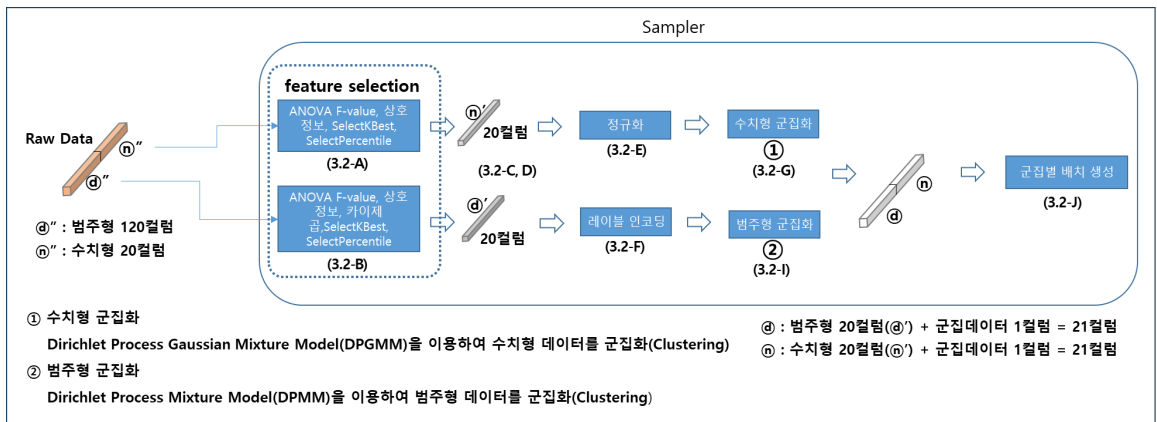 Sampler
feature selection
Raw Data
ⓝ”
ⓓ”
ⓓ” : 범주형 120컬럼
ⓝ” : 수치형 20컬럼
ANOVA F-value, 상호
정보, SelectKBest,
SelectPercentile
(3.2-A)
ⓝ’
20컬럼
(3.2-C, D)
정규화
(3.2-E)
수치형 군집화
①
(3.2-G)
ANOVA F-value, 상호
정보, 카이제
곱,SelectKBest,
SelectPercentile
(3.2-B)
ⓓ’
20컬럼
레이블 인코딩
(3.2-F)
범주형 군집화
②
(3.2-I)
ⓝ
ⓓ
군집별 배치 생성
(3.2-J)
① 수치형 군집화
Dirichlet Process Gaussian Mixture Model(DPGMM)을 이용하여 수치형 데이터를 군집화(Clustering)
② 범주형 군집화
Dirichlet Process Mixture Model(DPMM)을 이용하여 범주형 데이터를 군집화(Clustering)
ⓓ : 범주형 20컬럼(ⓓ’) + 군집데이터 1컬럼 = 21컬럼
ⓝ : 수치형 20컬럼(ⓝ’) + 군집데이터 1컬럼 = 21컬럼